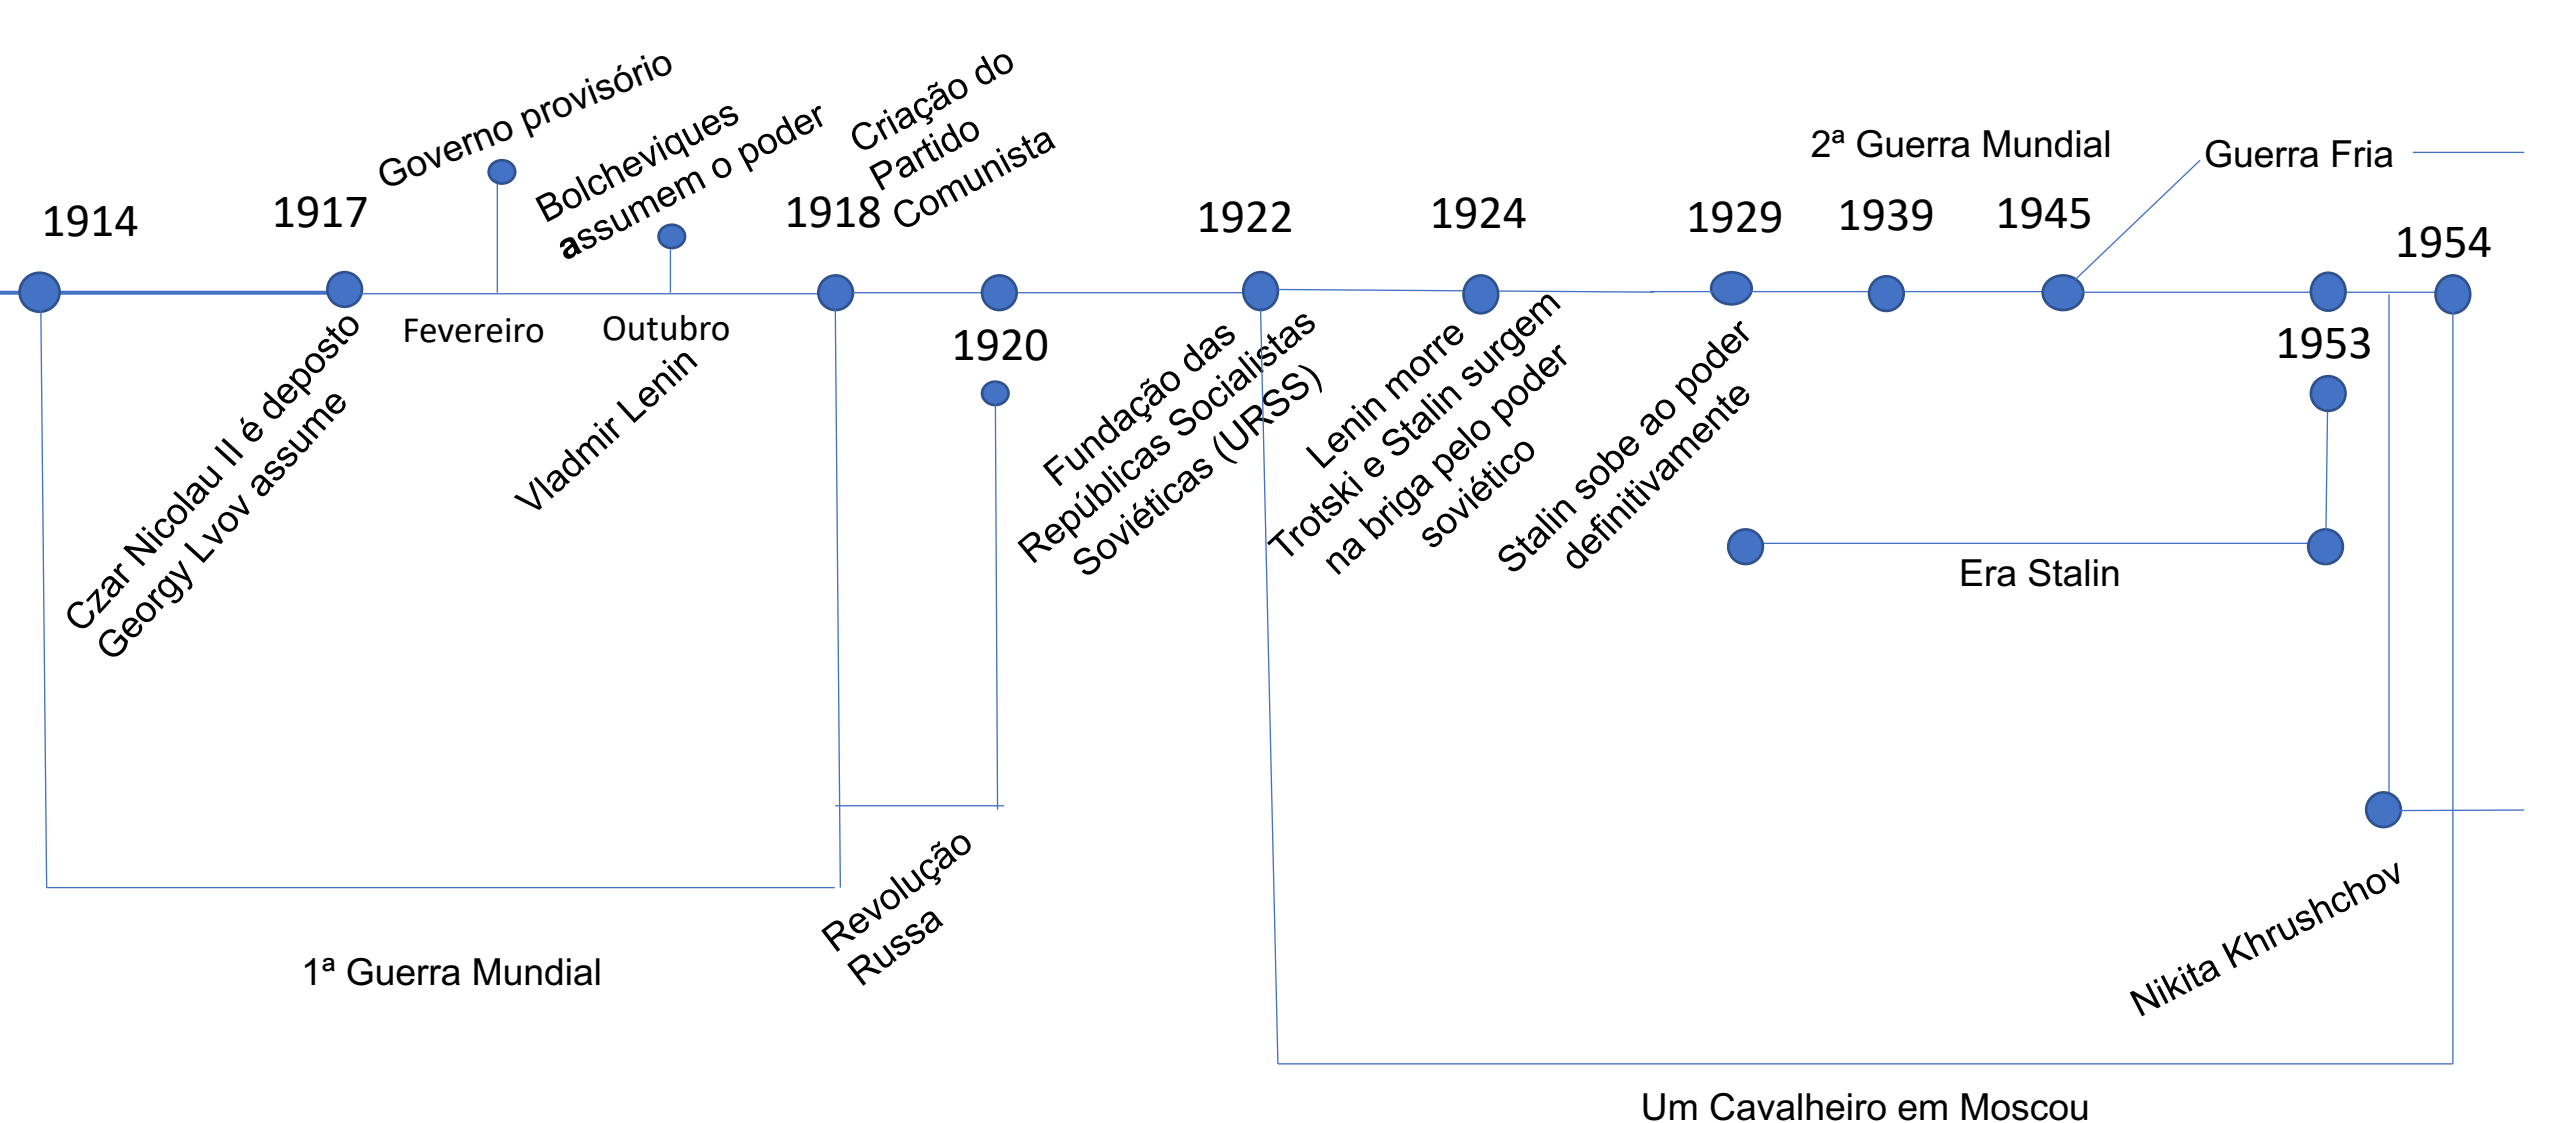 Governo provisório
Bolcheviques
assumem o poder
Criação do
Partido
Comunista
2ª Guerra Mundial
Guerra Fria
1914
1917
1918
1922
1924
1929
1939
1945
1954
Fevereiro
Outubro
1920
1953
Czar Nicolau II é deposto
Georgy Lvov assume
Vladmir Lenin
Fundação das
Repúblicas Socialistas
Soviéticas (URSS)
Lenin morre
Trotski e Stalin surgem
na briga pelo poder
soviético
Stalin sobe ao poder
definitivamente
Era Stalin
Revolução
Russa
1ª Guerra Mundial
Nikita Khrushchov
Um Cavalheiro em Moscou